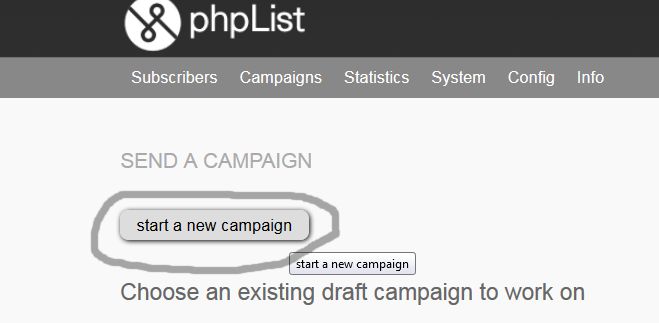 phpList
Subscribers Campaigns Statistics System Config Info
SEND A CAMPAIGN
start a new campaign
start a new campaign
Choose an existing draft campaign to work on